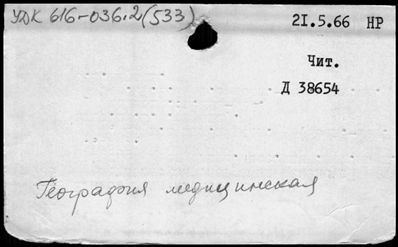 УДК 616-036.2(533)
21.5.66 НР
Чит.
Д 38654
География медицинская